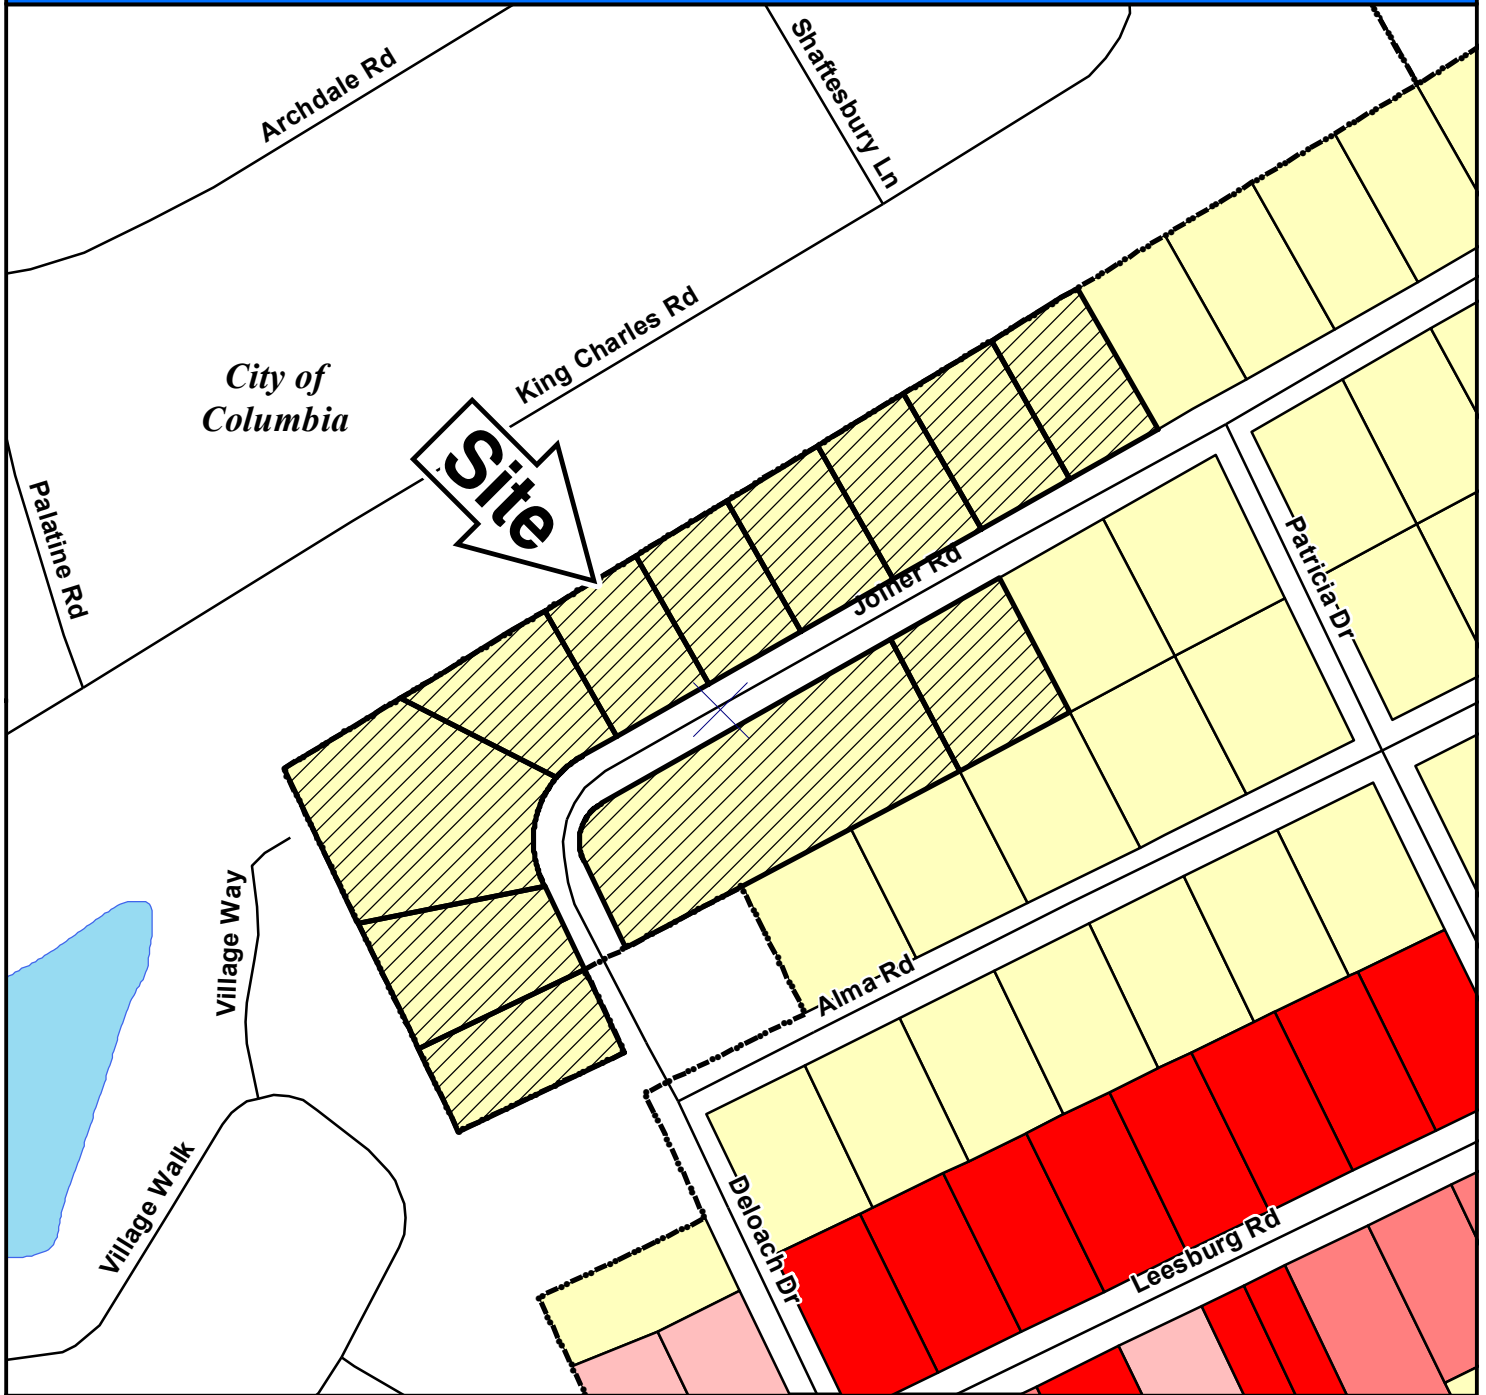 Archdale Rd
Shaftesbury Ln
King Charles Rd
City of
Columbia
Site
Palatine Rd
Joiner Rd
Patricia Dr
Village Way
Alma Rd
Village Walk
Deloach Dr
Leesburg Rd